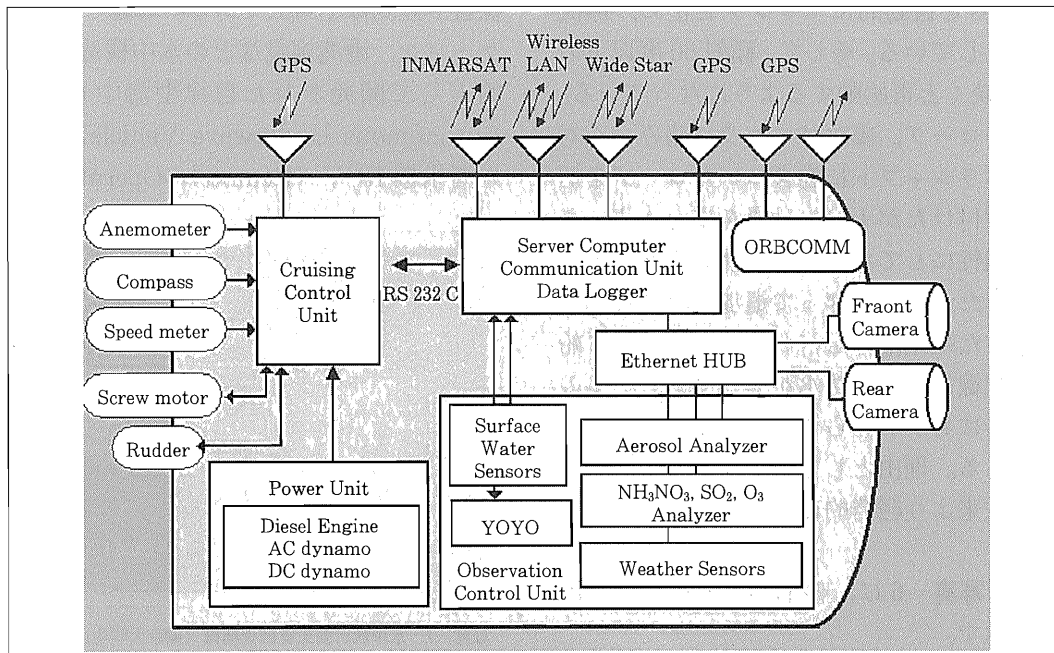 GPS
INMARSAT
Wireless
LAN
Wide Star
GPS
GPS
Anemometer
Compass
Speed meter
Screw motor
Rudder
Cruising
Control
Unit
RS 232 C
Server Computer
Communication Unit
Data Logger
ORBCOMM
Ethernet HUB
Fraont
Camera
Rear
Camera
Power Unit
Diesel Engine
AC dynamo
DC dynamo
Surface
Water
Sensors
YOYO
Observation
Control Unit
Aerosol Analyzer
NH₃NO₃, SO₂, O₃
Analyzer
Weather Sensors